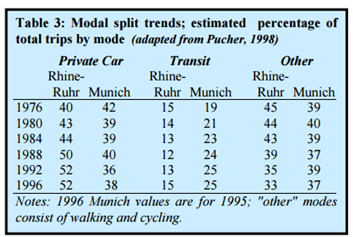 Table 3: Modal split trends; estimated percentage of
total trips by mode (adapted from Pucher, 1998)
Private Car Transit Other
Rhine- Rhine- Rhine-
Ruhr Munich Ruhr Munich Ruhr Munich
1976 40 42 15 19 45 39
1980 43 39 14 21 44 40
1984 44 39 13 23 43 39
1988 50 40 12 24 39 37
1992 52 36 13 25 35 39
1996 52 38 15 25 33 37
Notes: 1996 Munich values are for 1995; "other" modes
consist of walking and cycling.